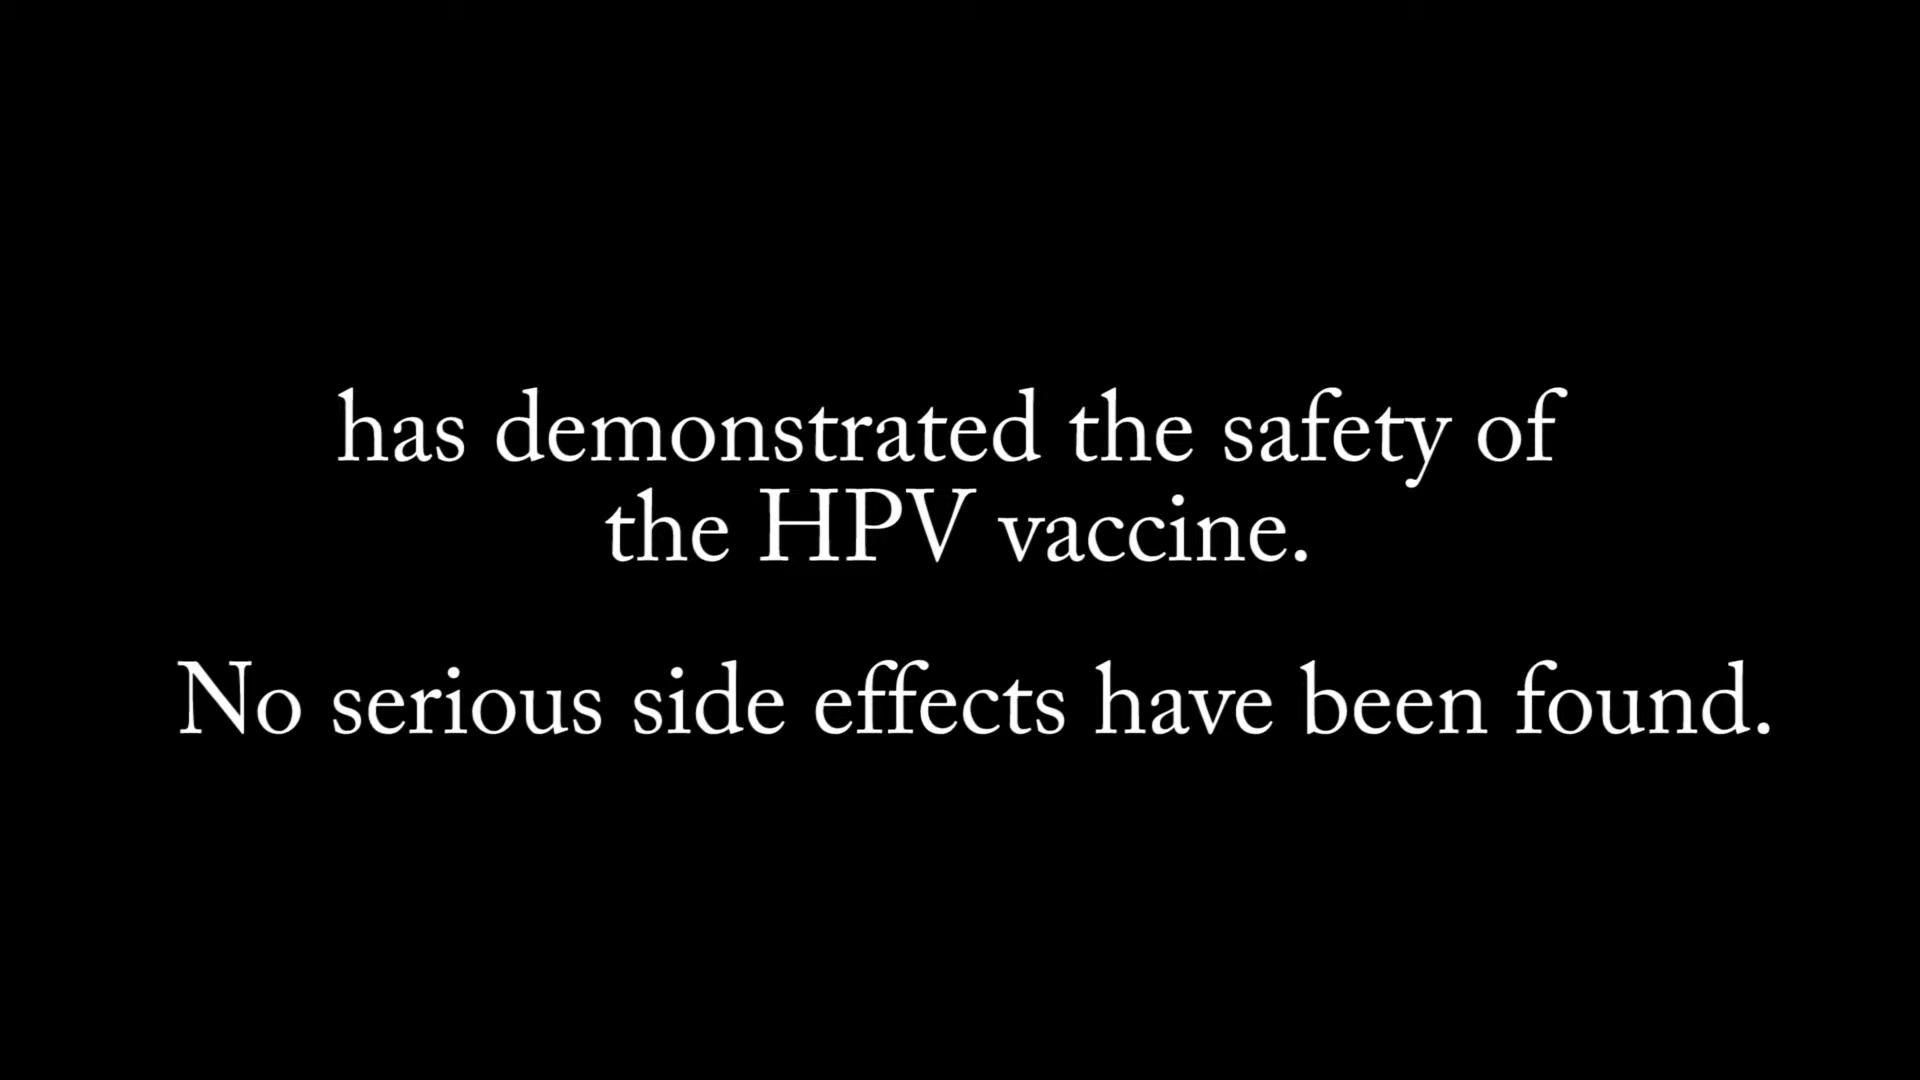 has demonstrated the safety of
the HPV vaccine.
No serious side effects have been found.